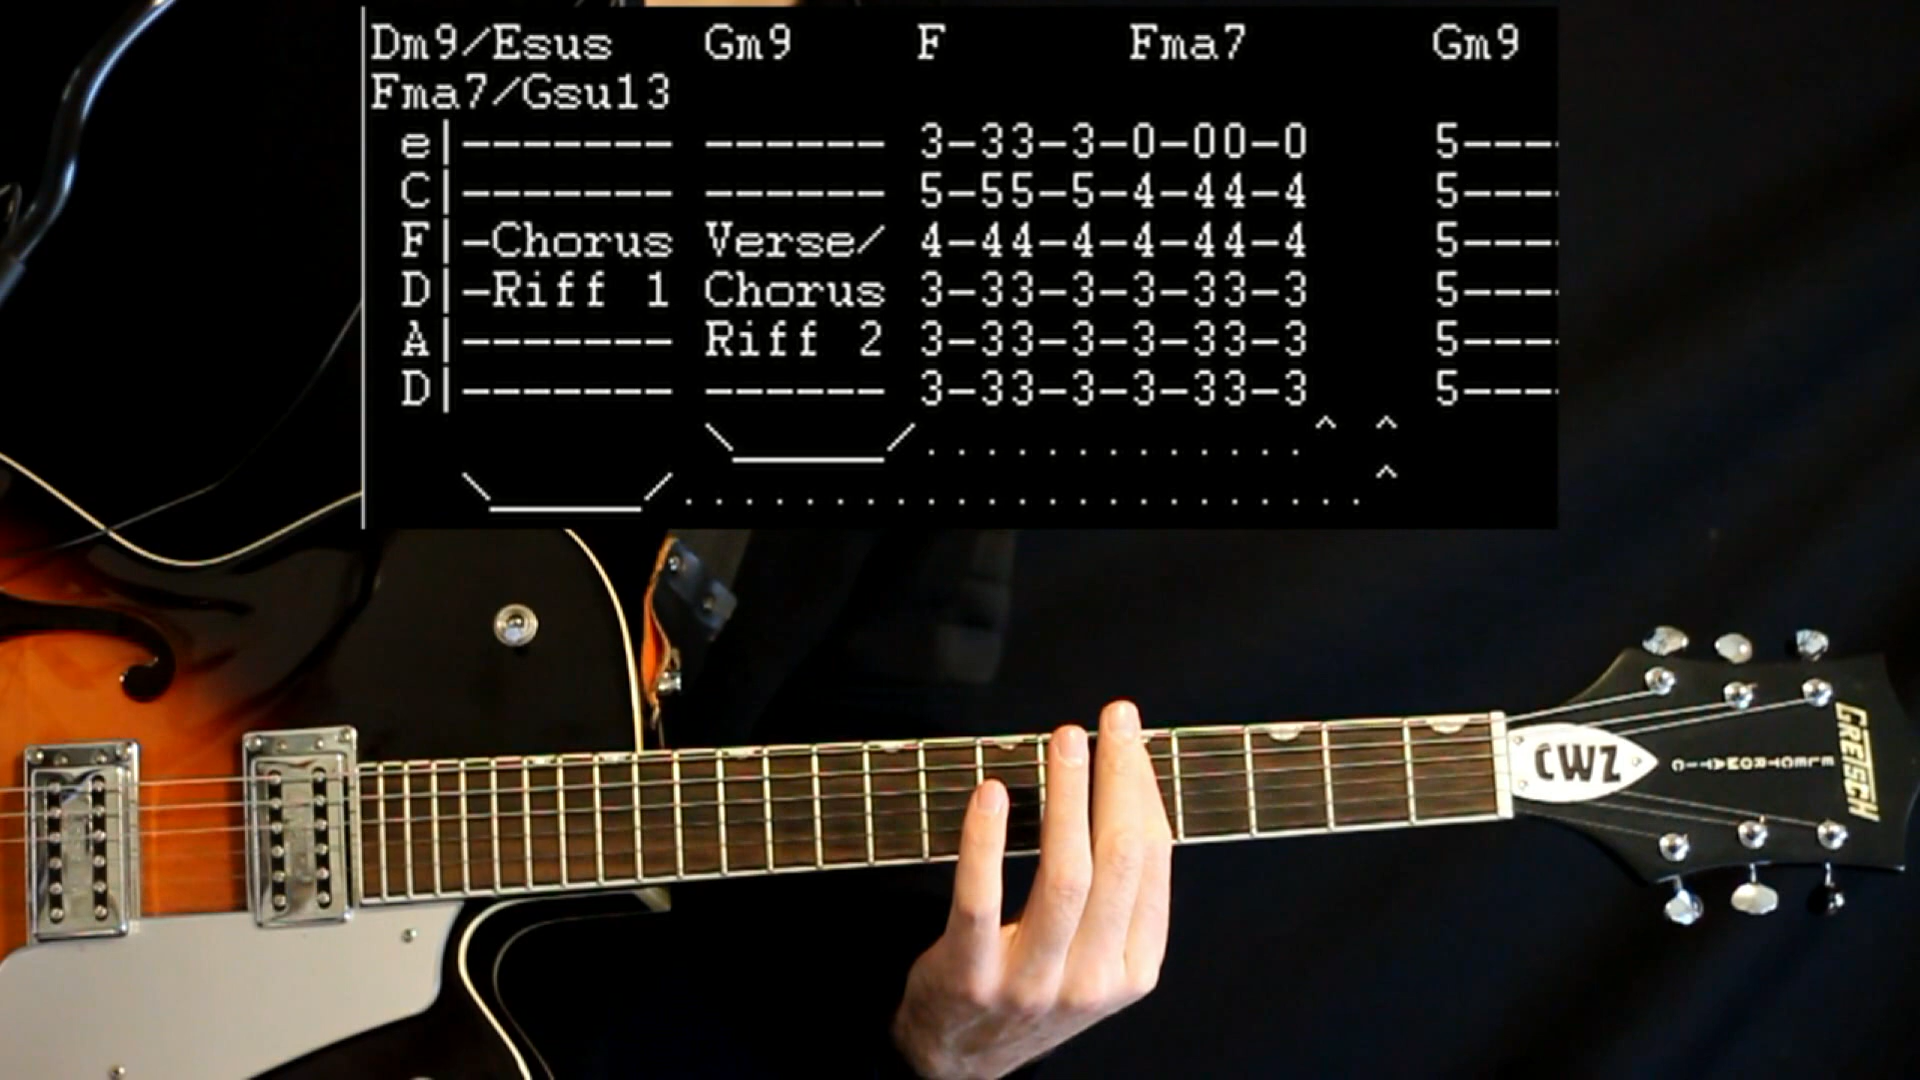 Dm9/Esus Gm9 F Fma7 Gm9
Fma7/Gsu13
e|------- ------ 3-33-3-0-00-0 5----
C|------- ------ 5-55-5-4-44-4 5----
F|-Chorus Verse/ 4-44-4-4-44-4 5----
D|-Riff 1 Chorus 3-33-3-3-33-3 5----
A|------- Riff 2 3-33-3-3-33-3 5----
D|------- ------ 3-33-3-3-33-3 5----
^ ^
\_____/ . . . . . . . . . . . . .
^
\_____/ . . . . . . . . . . . . . . . . . . . . . . .
CWZ
ELECTROMATIC
GRETSCH